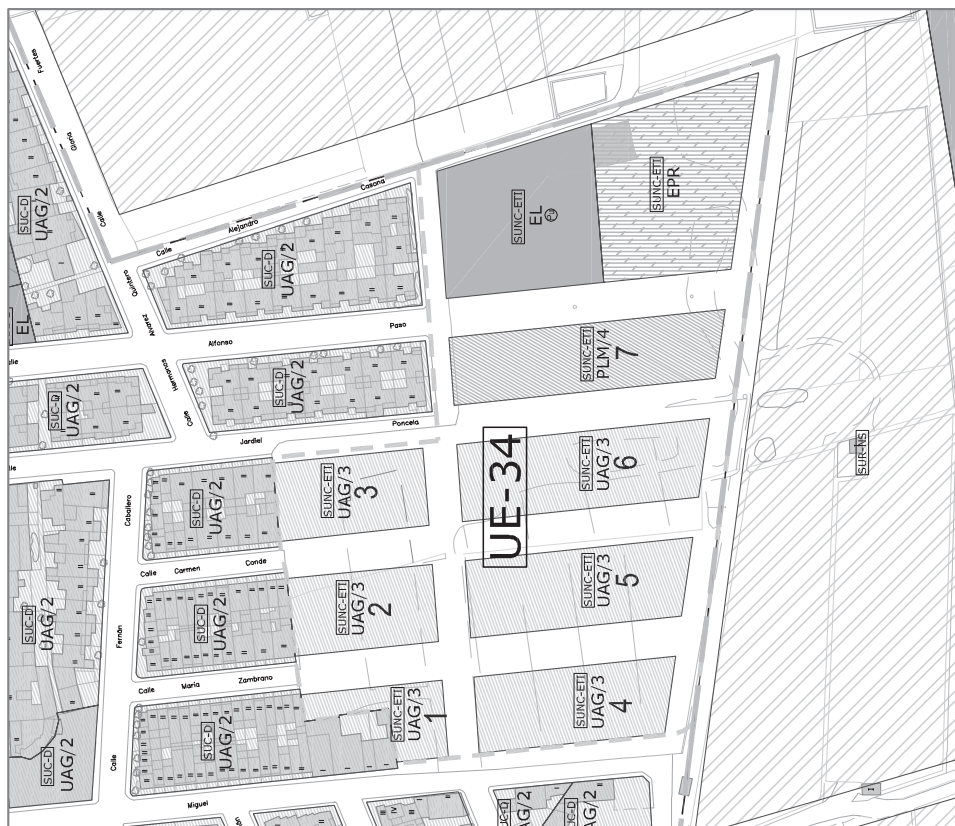 Fuertes
Gloria
Calle
SUC-D
UAG/2
EL
Calle
Alejandro
Casona
SUC-D
UAG/2
Quintero
Alvarez
Hermanos
Calle
Alfonso
Paso
SUC-D
UAG/2
SUC-D
UAG/2
Jardiel
Poncela
SUNC-ETI
EL
SUNC-ETI
EPR
SUNC-ETI
PLM/4
7
UE-34
SUNC-ETI
UAG/3
6
SUNC-ETI
UAG/3
3
SUC-D
UAG/2
Caballero
Fernán
Calle
Calle Carmen Conde
SUC-D
UAG/2
SUNC-ETI
UAG/3
2
SUNC-ETI
UAG/3
5
SUC-D
UAG/2
SUC-D
UAG/2
Calle María Zambrano
SUC-D
UAG/2
SUNC-ETI
UAG/3
1
SUNC-ETI
UAG/3
4
Miguel
SUR-NS